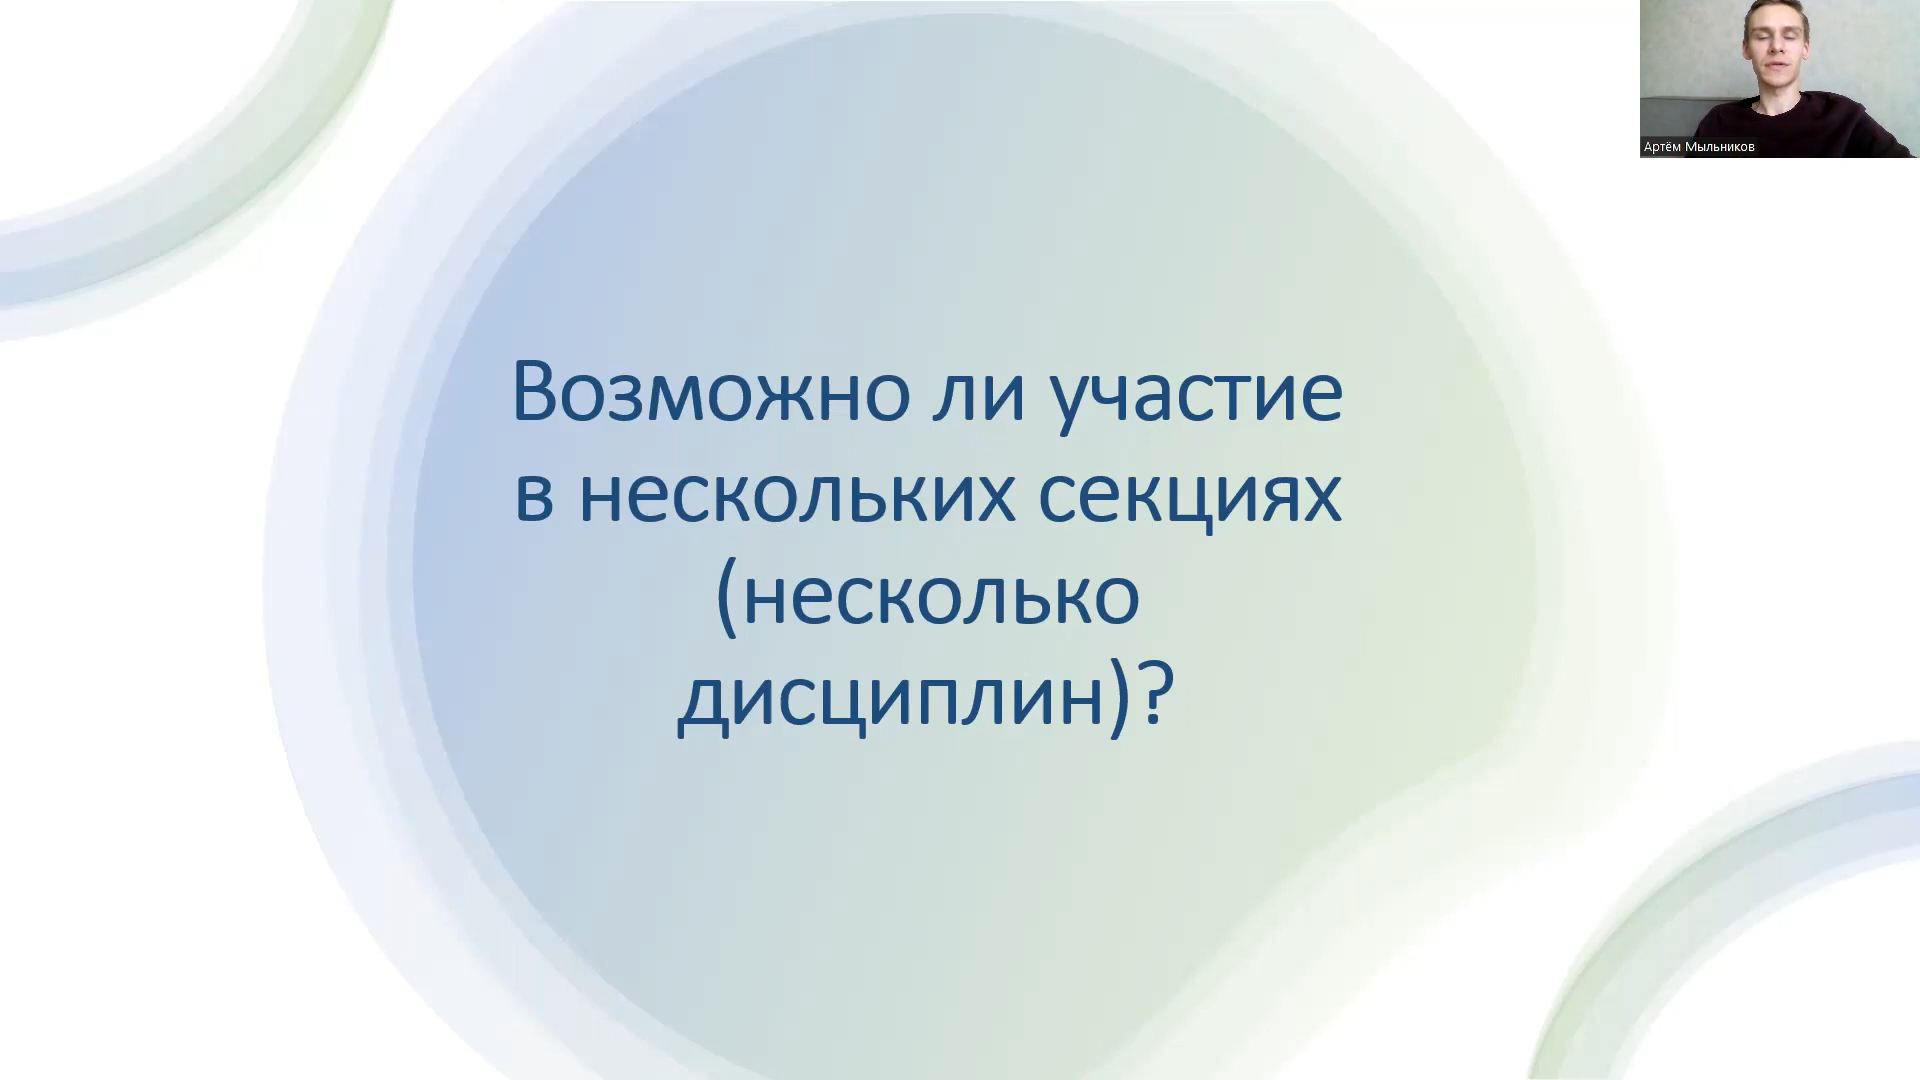 Артём Мыльников
Возможно ли участие
в нескольких секциях
(несколько
дисциплин)?